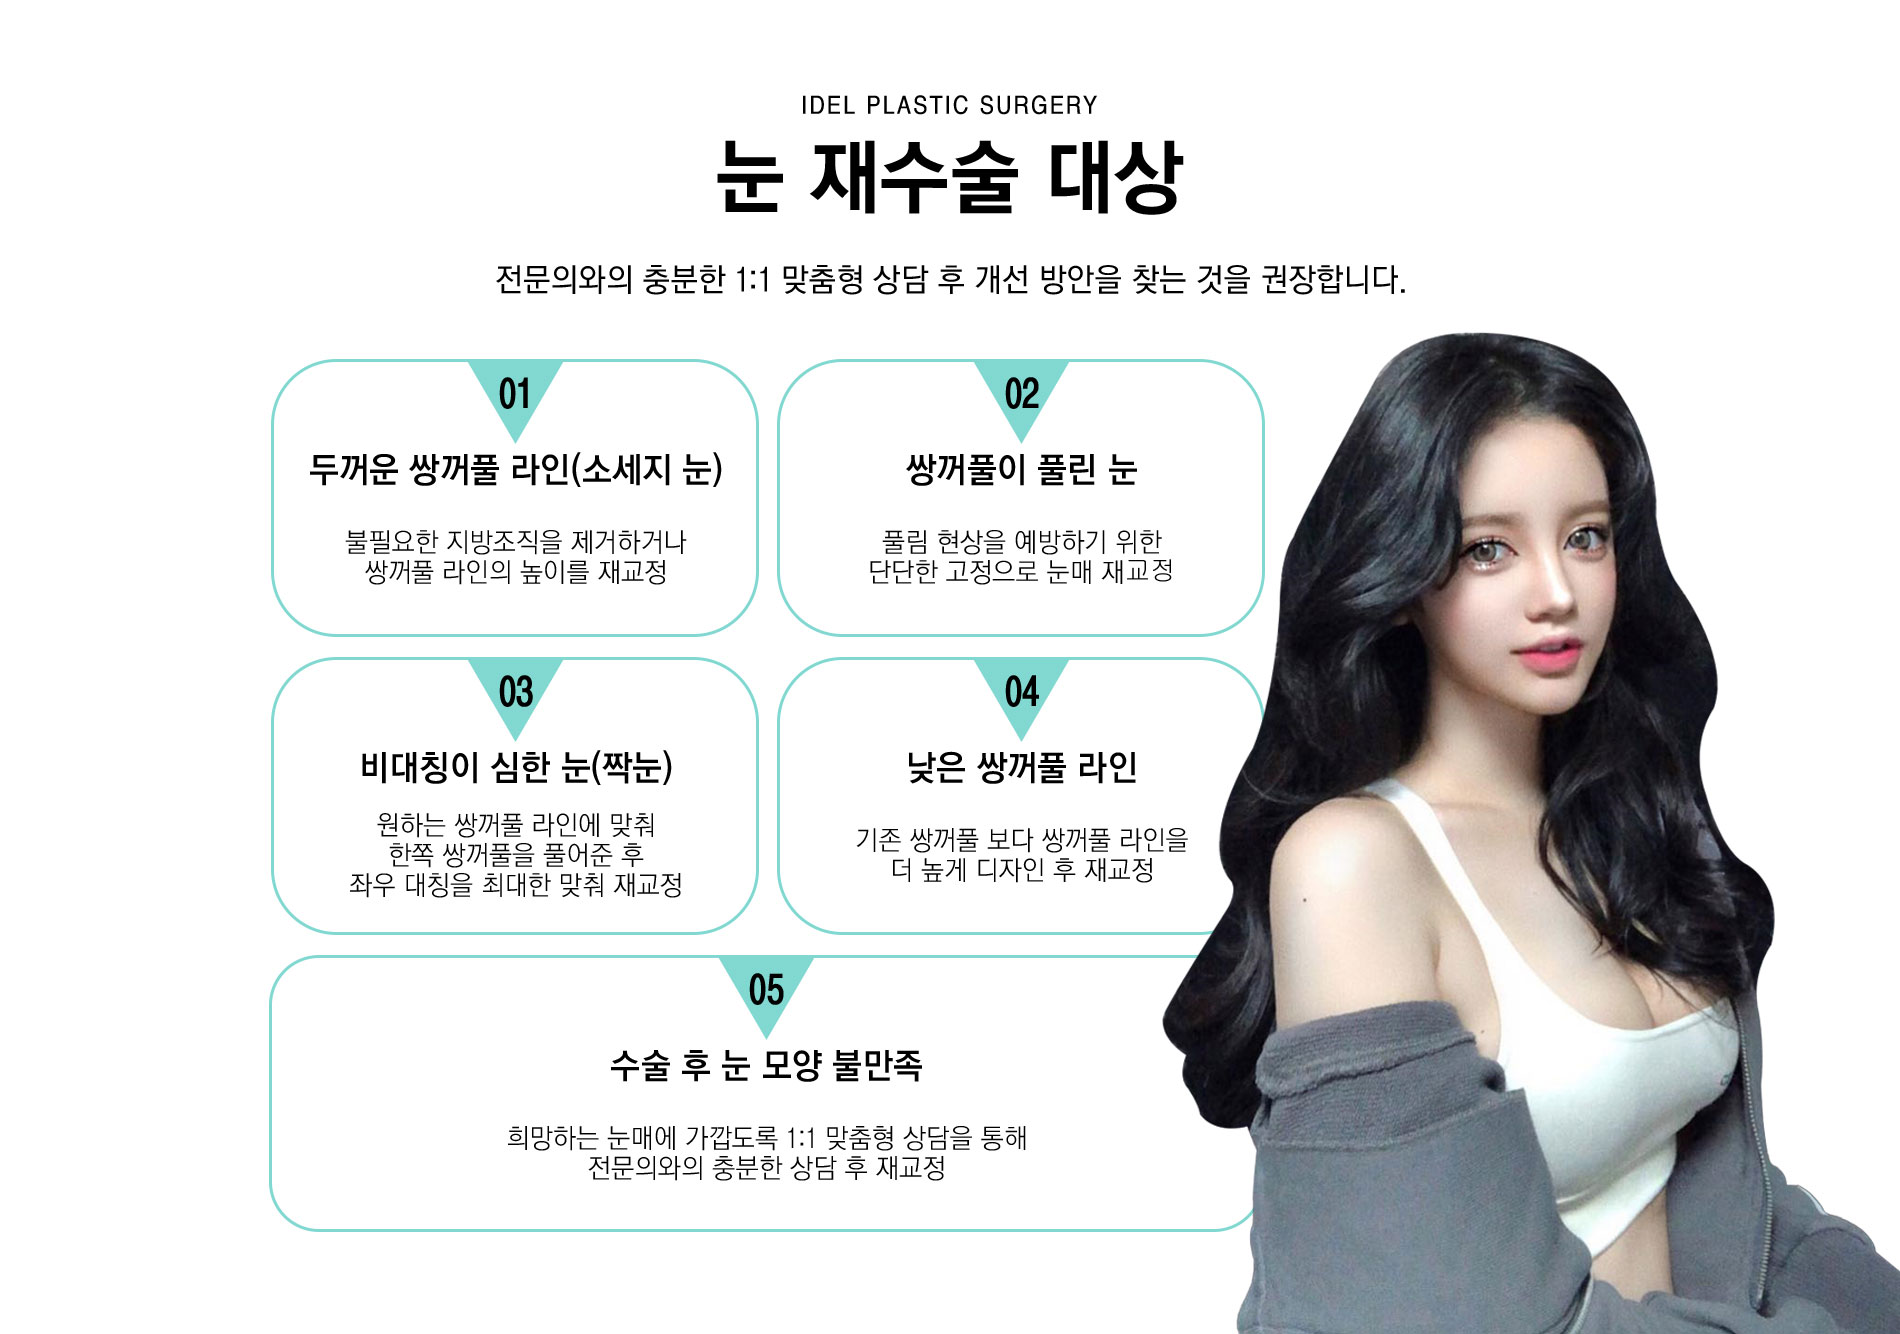 IDEL PLASTIC SURGERY
눈 재수술 대상
전문의와의 충분한 1:1 맞춤형 상담 후 개선 방안을 찾는 것을 권장합니다.
01
두꺼운 쌍꺼풀 라인(소세지 눈)
불필요한 지방조직을 제거하거나
쌍꺼풀 라인의 높이를 재교정
02
쌍꺼풀이 풀린 눈
풀림 현상을 예방하기 위한
단단한 고정으로 눈매 재교정
03
비대칭이 심한 눈(짝눈)
원하는 쌍꺼풀 라인에 맞춰
한쪽 쌍꺼풀을 풀어준 후
좌우 대칭을 최대한 맞춰 재교정
04
낮은 쌍꺼풀 라인
기존 쌍꺼풀 보다 쌍꺼풀 라인을
더 높게 디자인 후 재교정
05
수술 후 눈 모양 불만족
희망하는 눈매에 가깝도록 1:1 맞춤형 상담을 통해
전문의와의 충분한 상담 후 재교정